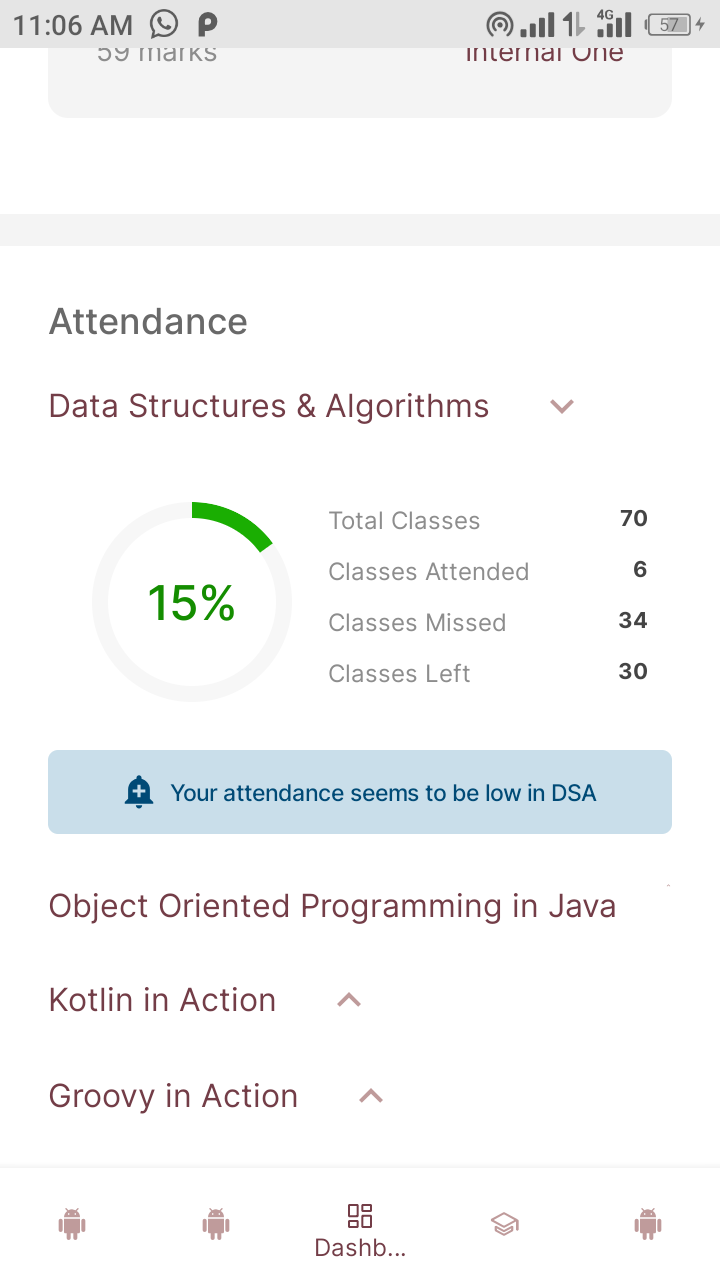 11:06 AM 4G 57
59 marks Internal One
Attendance
Data Structures & Algorithms
15%
Total Classes 70
Classes Attended 6
Classes Missed 34
Classes Left 30
Your attendance seems to be low in DSA
Object Oriented Programming in Java
Kotlin in Action
Groovy in Action
Dashb...